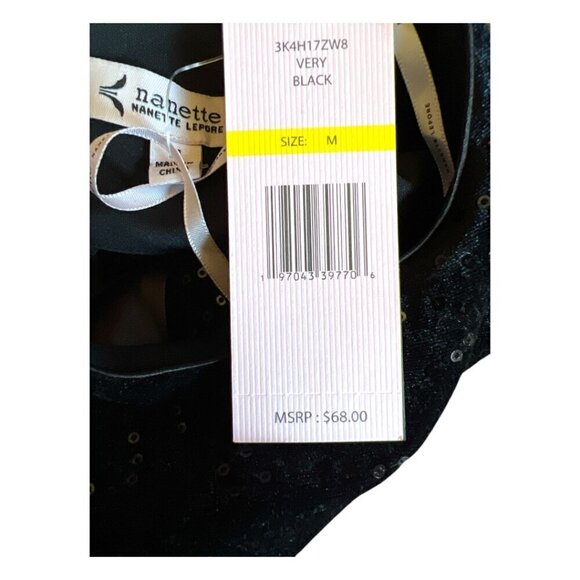 3K4H17ZW8
VERY
BLACK
nanette
NANETTE LEPORE
SIZE: M
MADE IN
CHINA
1 97043 39770 6
MSRP : $68.00